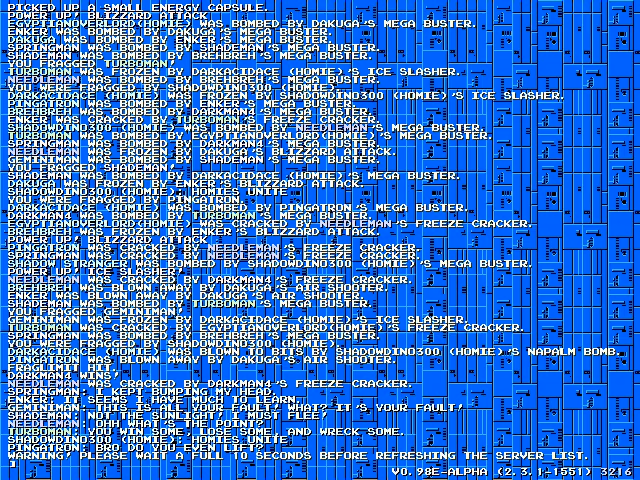 PICKED UP A SMALL ENERGY CAPSULE.
POWER UP! BLIZZARD ATTACK
EGYPTIANOVERLORD(HOMIE) WAS BOMBED BY DAKUGA'S MEGA BUSTER.
ENKER WAS BOMBED BY DAKUGA'S MEGA BUSTER.
DAKUGA WAS BOMBED BY ENKER'S MEGA BUSTER.
SPRINGMAN WAS BOMBED BY SHADEMAN'S MEGA BUSTER.
SPRINGMAN WAS BOMBED BY BREHBREH'S MEGA BUSTER.
YOU FRAGGED TURBOMAN!
TURBOMAN WAS FROZEN BY DARKACIDACE (HOMIE)'S ICE SLASHER.
NEEDLEMAN WAS BOMBED BY BREHBREH'S MEGA BUSTER.
YOU WERE FRAGGED BY SHADOWDINO300 (HOMIE).
DARKACIDACE (HOMIE) WAS FROZEN BY SHADOWDINO300 (HOMIE)'S ICE SLASHER.
PINGATRON WAS BOMBED BY ENKER'S MEGA BUSTER.
BREHBREH WAS BOMBED BY DARKMAN4'S MEGA BUSTER.
ENKER WAS CRACKED BY TURBOMAN'S FREEZE CRACKER.
SHADOWDINO300 (HOMIE) WAS BOMBED BY NEEDLEMAN'S MEGA BUSTER.
TURBOMAN WAS BOMBED BY EGYPTIANOVERLORD(HOMIE)'S MEGA BUSTER.
SPRINGMAN WAS BOMBED BY DARKMAN4'S MEGA BUSTER.
NEEDLEMAN WAS FROZEN BY DAKUGA'S BLIZZARD ATTACK.
GEMINIMAN WAS BOMBED BY SHADEMAN'S MEGA BUSTER.
YOU FRAGGED SHADEMAN!
SHADEMAN WAS BOMBED BY DARKACIDACE (HOMIE)'S MEGA BUSTER.
DAKUGA WAS FROZEN BY ENKER'S BLIZZARD ATTACK.
SHADOWDINO300 (HOMIE): HOMIES UNITE
YOU WERE FRAGGED BY PINGATRON.
DARKACIDACE (HOMIE) WAS BOMBED BY PINGATRON'S MEGA BUSTER.
DARKMAN4 WAS BOMBED BY TURBOMAN'S MEGA BUSTER.
EGYPTIANOVERLORD(HOMIE) WAS CRACKED BY NEEDLEMAN'S FREEZE CRACKER.
BREHBREH WAS FROZEN BY ENKER'S BLIZZARD ATTACK.
POWER UP! BLIZZARD ATTACK
PINGATRON WAS CRACKED BY NEEDLEMAN'S FREEZE CRACKER.
SPRINGMAN WAS CRACKED BY NEEDLEMAN'S FREEZE CRACKER.
SHADOW STRANGER WAS BOMBED BY SHADOWDINO300 (HOMIE)'S MEGA BUSTER.
POWER UP! ICE SLASHER!
NEEDLEMAN WAS CRACKED BY DARKMAN4'S FREEZE CRACKER.
BREHBREH WAS BLOWN AWAY BY DAKUGA'S AIR SHOOTER.
ENKER WAS BLOWN AWAY BY DAKUGA'S AIR SHOOTER.
SHADEMAN WAS BOMBED BY TURBOMAN'S MEGA BUSTER.
YOU FRAGGED GEMINIMAN!
GEMINIMAN WAS FROZEN BY DARKACIDACE (HOMIE)'S ICE SLASHER.
TURBOMAN WAS CRACKED BY EGYPTIANOVERLORD(HOMIE)'S FREEZE CRACKER.
SPRINGMAN WAS BOMBED BY BREHBREH'S MEGA BUSTER.
YOU WERE FRAGGED BY SHADOWDINO300 (HOMIE).
DARKACIDACE (HOMIE) WAS BLOWN TO BITS BY SHADOWDINO300 (HOMIE)'S NAPALM BOMB.
PINGATRON WAS BLOWN AWAY BY DAKUGA'S AIR SHOOTER.
FRAGLIMIT HIT.
DARKMAN4 WINS!
NEEDLEMAN WAS CRACKED BY DARKMAN4'S FREEZE CRACKER.
SPRINGMAN: STOP BUMPING MY HEAD.
ENKER: IT SEEMS I HAVE MUCH TO LEARN.
GEMINIMAN: THIS IS ALL YOUR FAULT! WHAT? IT'S YOUR FAULT!
SHADEMAN: NOT THE SUNLIGHT! I MUST FLEE!
NEEDLEMAN: OHH WHAT'S THE POINT?
TURBOMAN: YOU WIN SOME, LOSE SOME, AND WRECK SOME.
SHADOWDINO300 (HOMIE): HOMIES UNITE
PINGATRON: BRO DO YOU EVEN LIFT?
WARNING! PLEASE WAIT A FULL 10 SECONDS BEFORE REFRESHING THE SERVER LIST.
]
V0.98E-ALPHA (2.3.1-1551) 3216